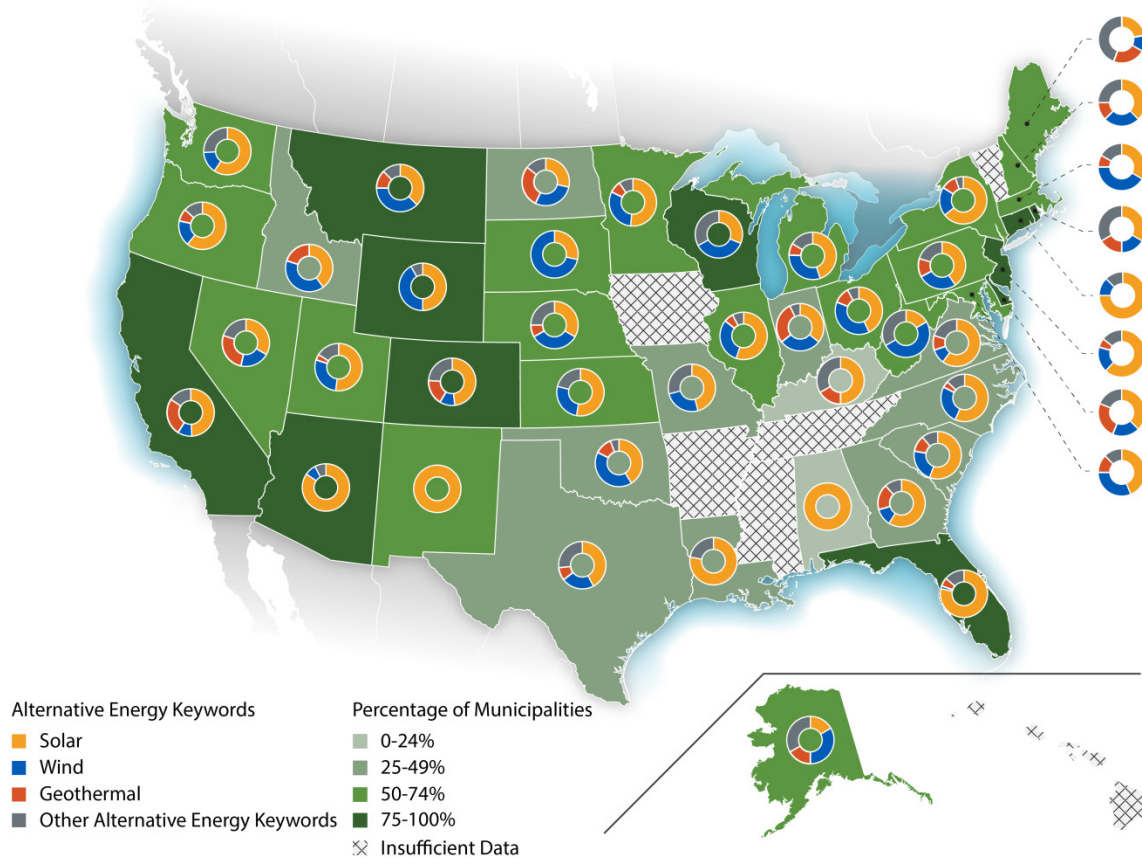 Alternative Energy Keywords
Solar
Wind
Geothermal
Other Alternative Energy Keywords
Percentage of Municipalities
0-24%
25-49%
50-74%
75-100%
Insufficient Data